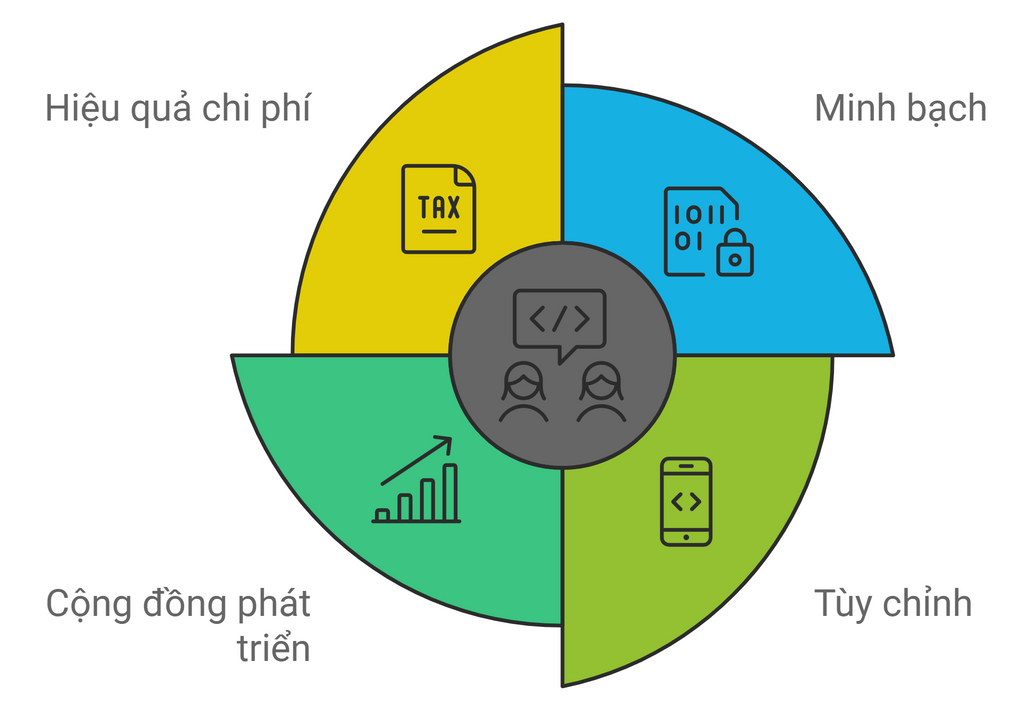 Hiệu quả chi phí
Minh bạch
TAX
1011
01
</>
<>
Cộng đồng phát
triển
Tùy chỉnh